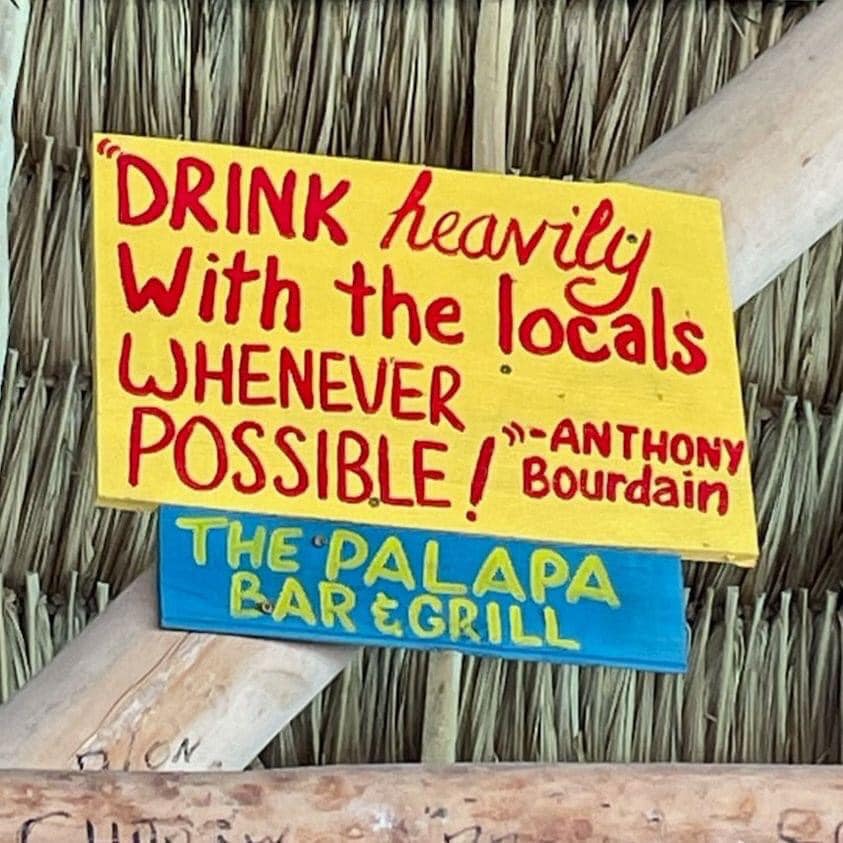 "DRINK heavily
With the locals
WHENEVER
POSSIBLE!" -ANTHONY
Bourdain
THE PALAPA
BAR & GRILL